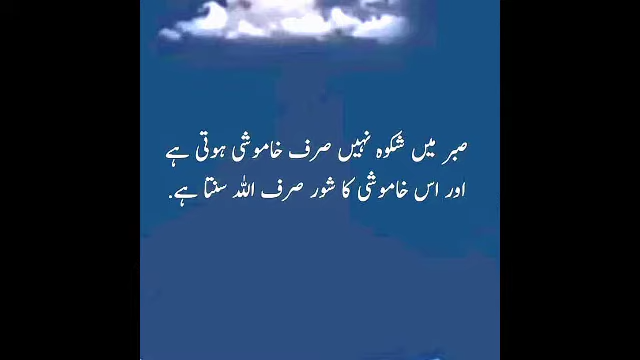 صبر میں شکوہ نہیں صرف خاموشی ہوتی ہے
اور اس خاموشی کا شور صرف اللہ سنتا ہے.